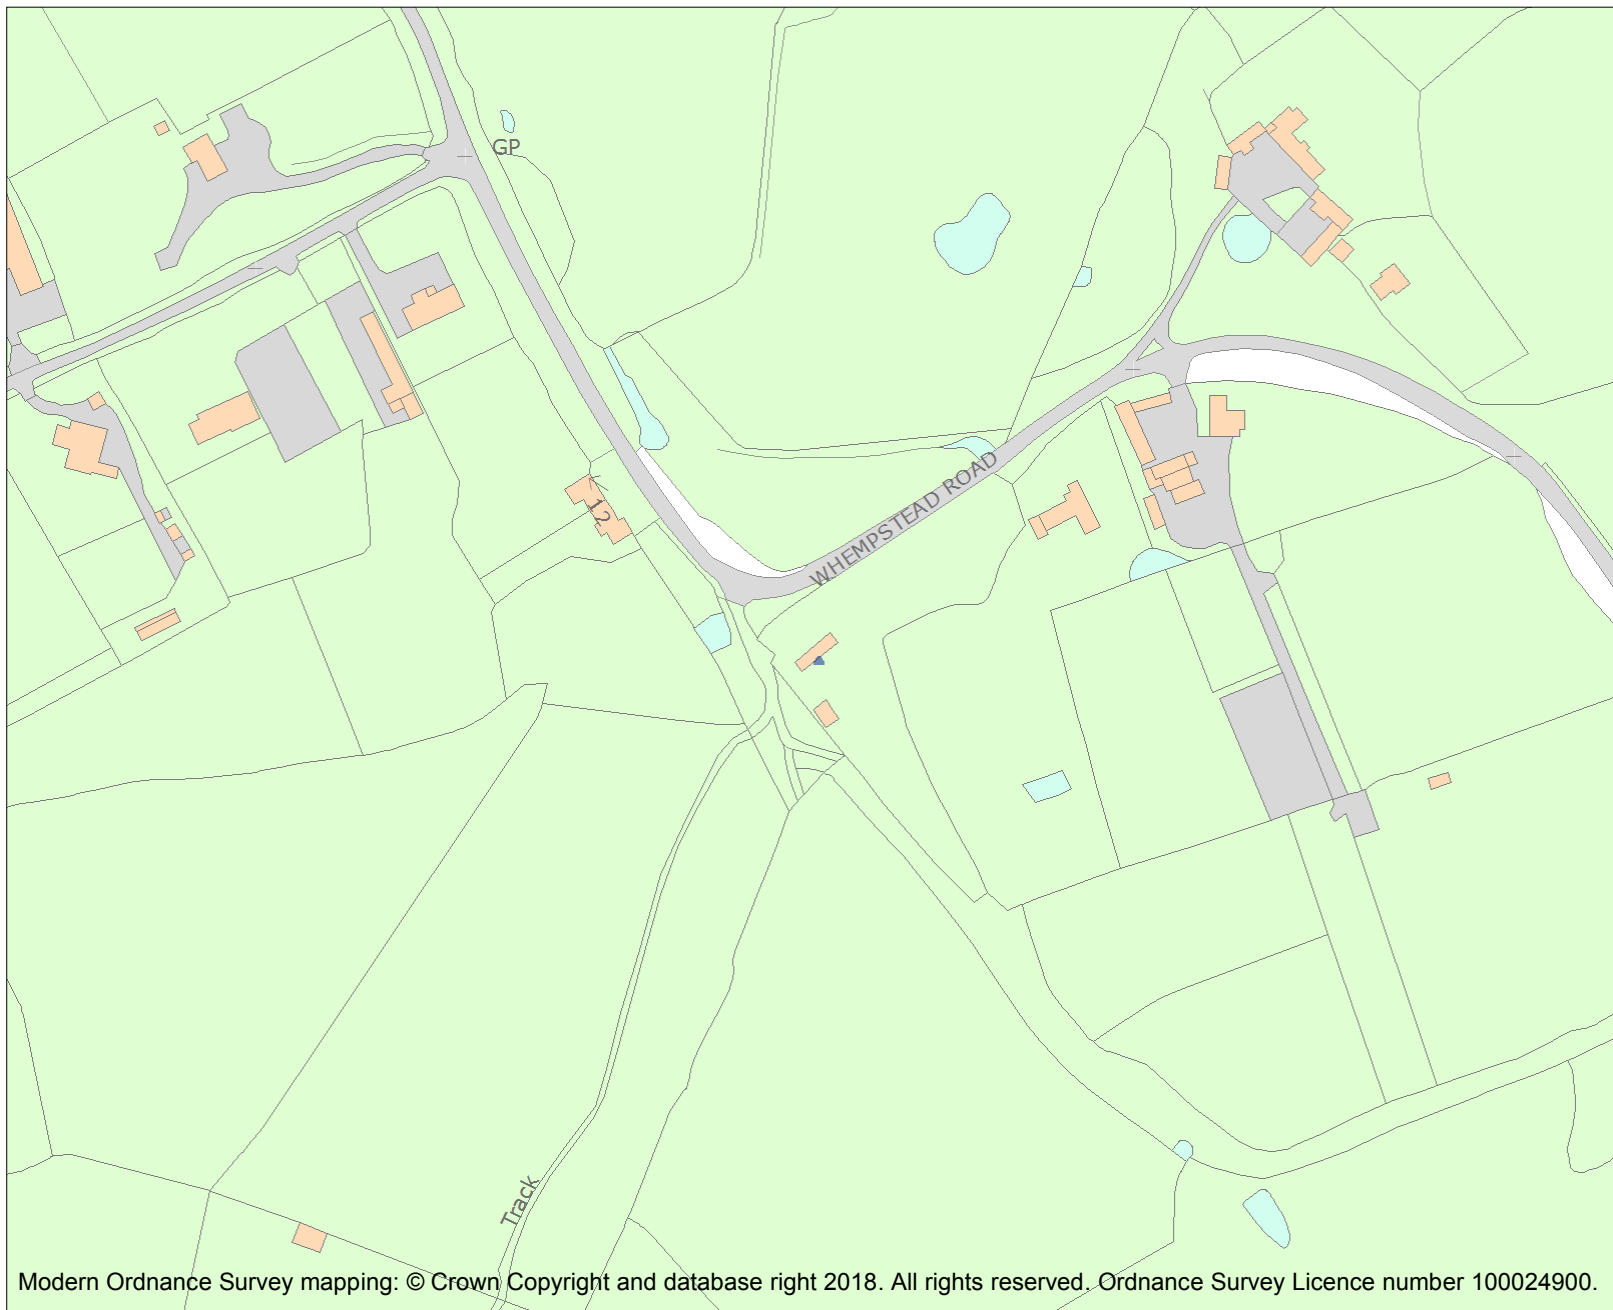 GP
12
WHEMPSTEAD ROAD
Track
Modern Ordnance Survey mapping: © Crown Copyright and database right 2018. All rights reserved. Ordnance Survey Licence number 100024900.